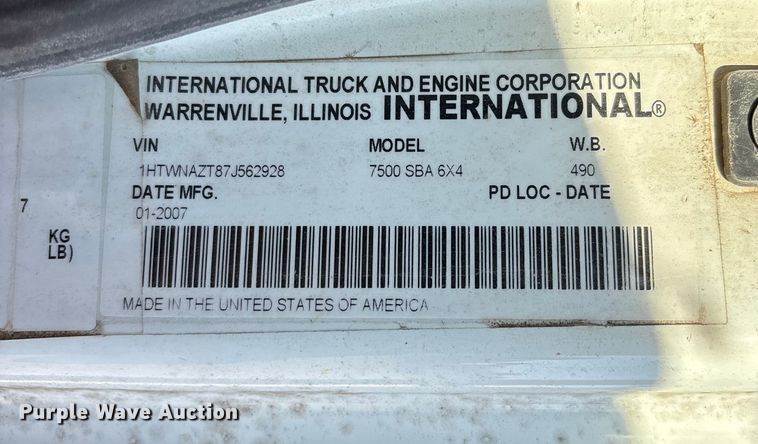 INTERNATIONAL TRUCK AND ENGINE CORPORATION
WARRENVILLE, ILLINOIS INTERNATIONAL®
VIN MODEL W.B.
1HTWNAZT87J562928 7500 SBA 6X4 490
DATE MFG. PD LOC - DATE
01-2007
7
KG
LB)
MADE IN THE UNITED STATES OF AMERICA
Purple Wave Auction